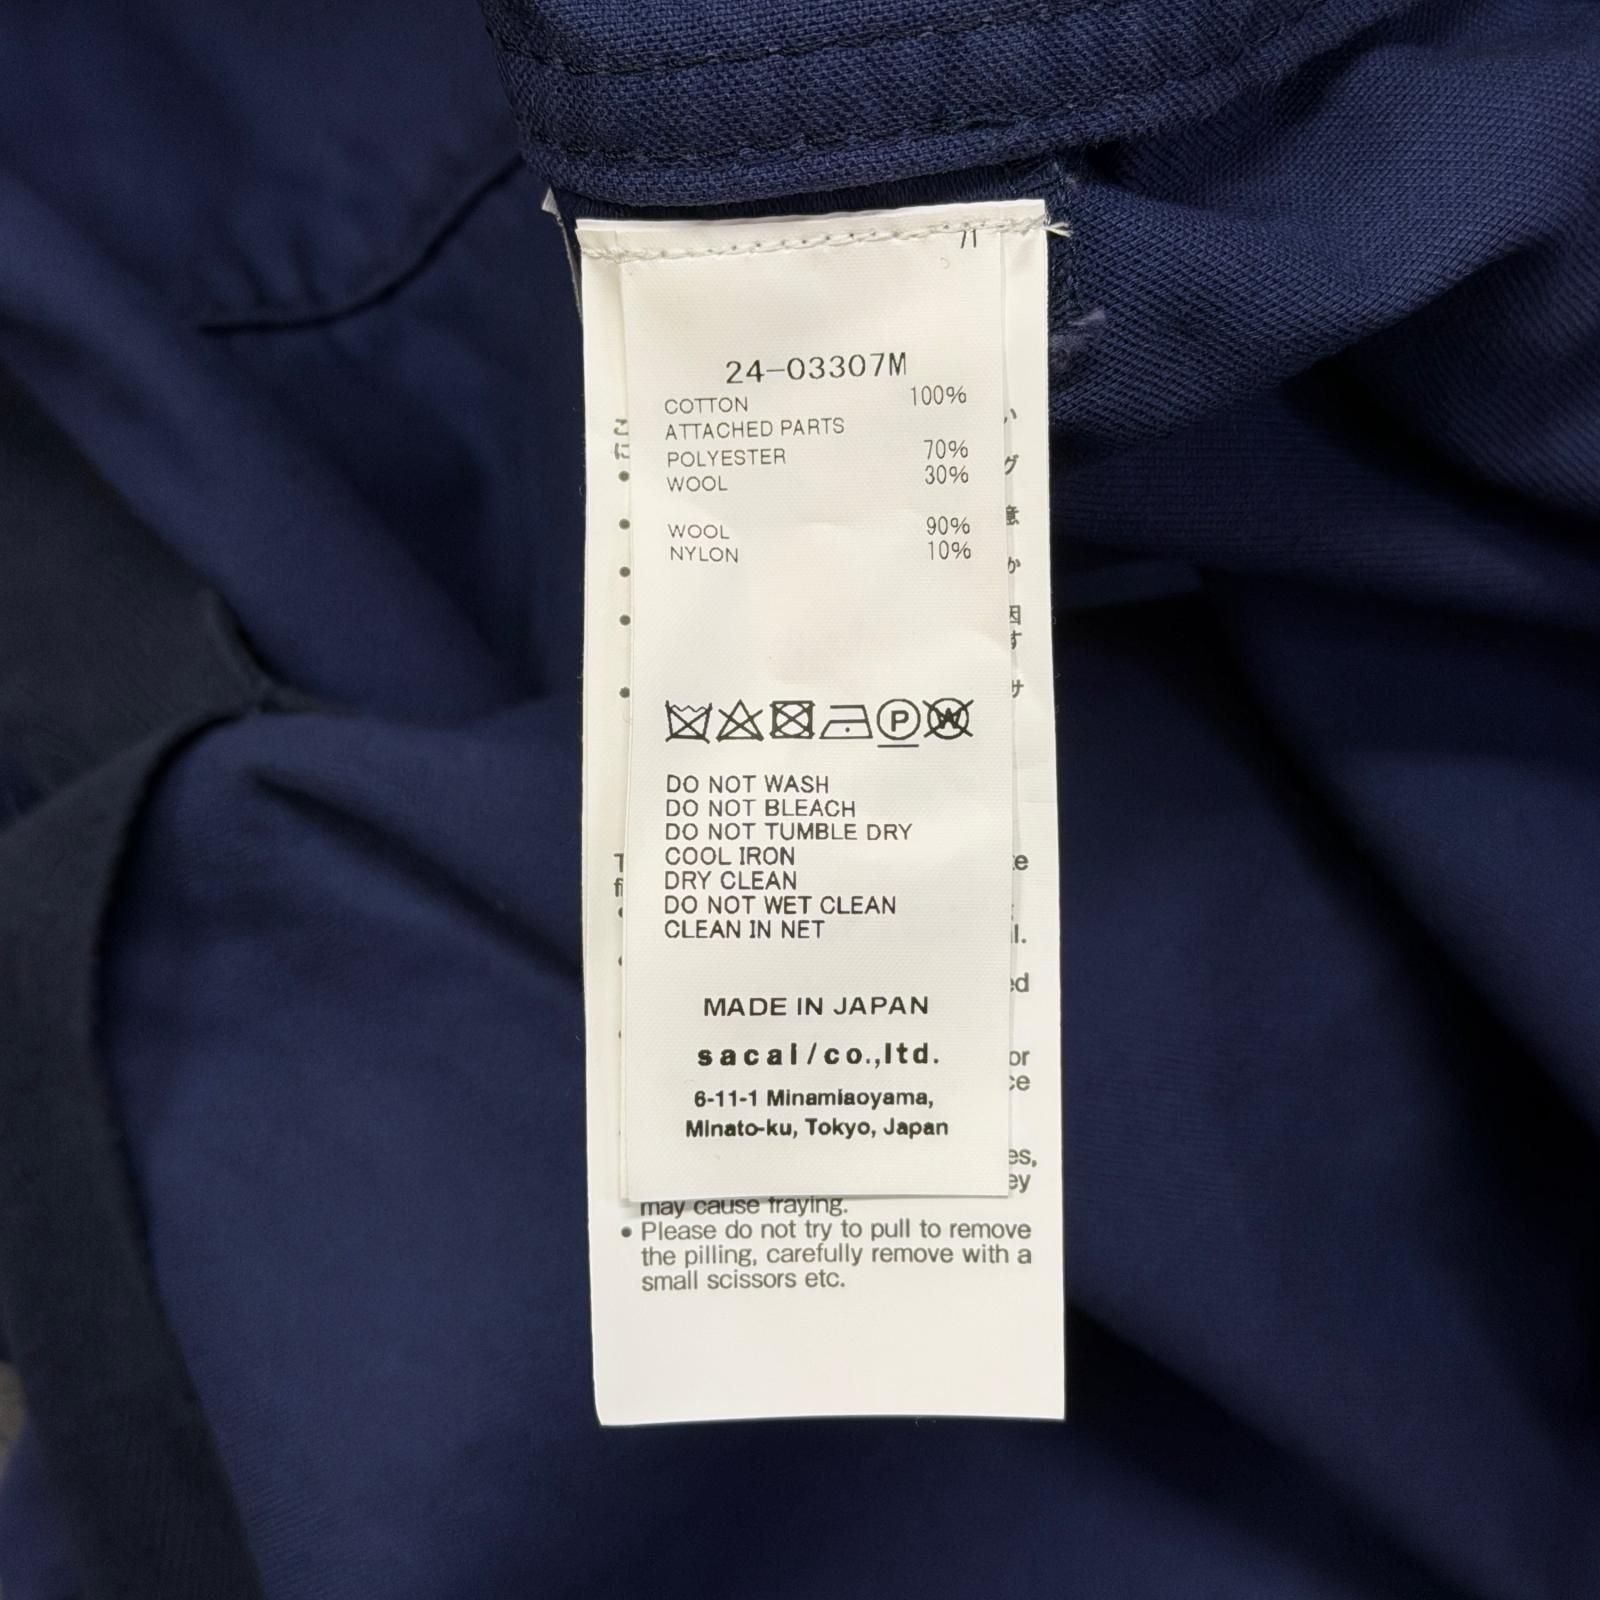 71
24-03307M
COTTON 100%
ATTACHED PARTS
POLYESTER 70%
WOOL 30%
WOOL 90%
NYLON 10%
P W
DO NOT WASH
DO NOT BLEACH
DO NOT TUMBLE DRY
COOL IRON
DRY CLEAN
DO NOT WET CLEAN
CLEAN IN NET
MADE IN JAPAN
sacai/co.,ltd.
6-11-1 Minamiaoyama,
Minato-ku, Tokyo, Japan
may cause fraying.
• Please do not try to pull to remove
the pilling, carefully remove with a
small scissors etc.